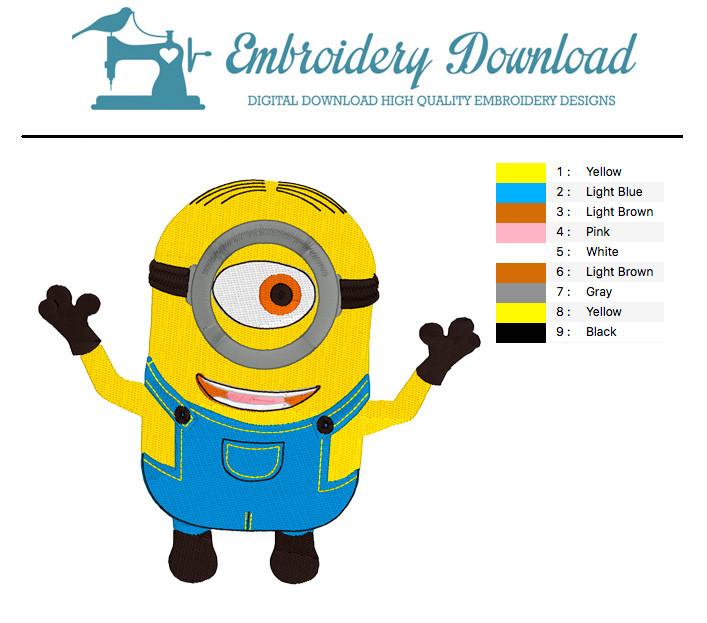 Embroidery Download
DIGITAL DOWNLOAD HIGH QUALITY EMBROIDERY DESIGNS
1 : Yellow
2 : Light Blue
3 : Light Brown
4 : Pink
5 : White
6 : Light Brown
7 : Gray
8 : Yellow
9 : Black